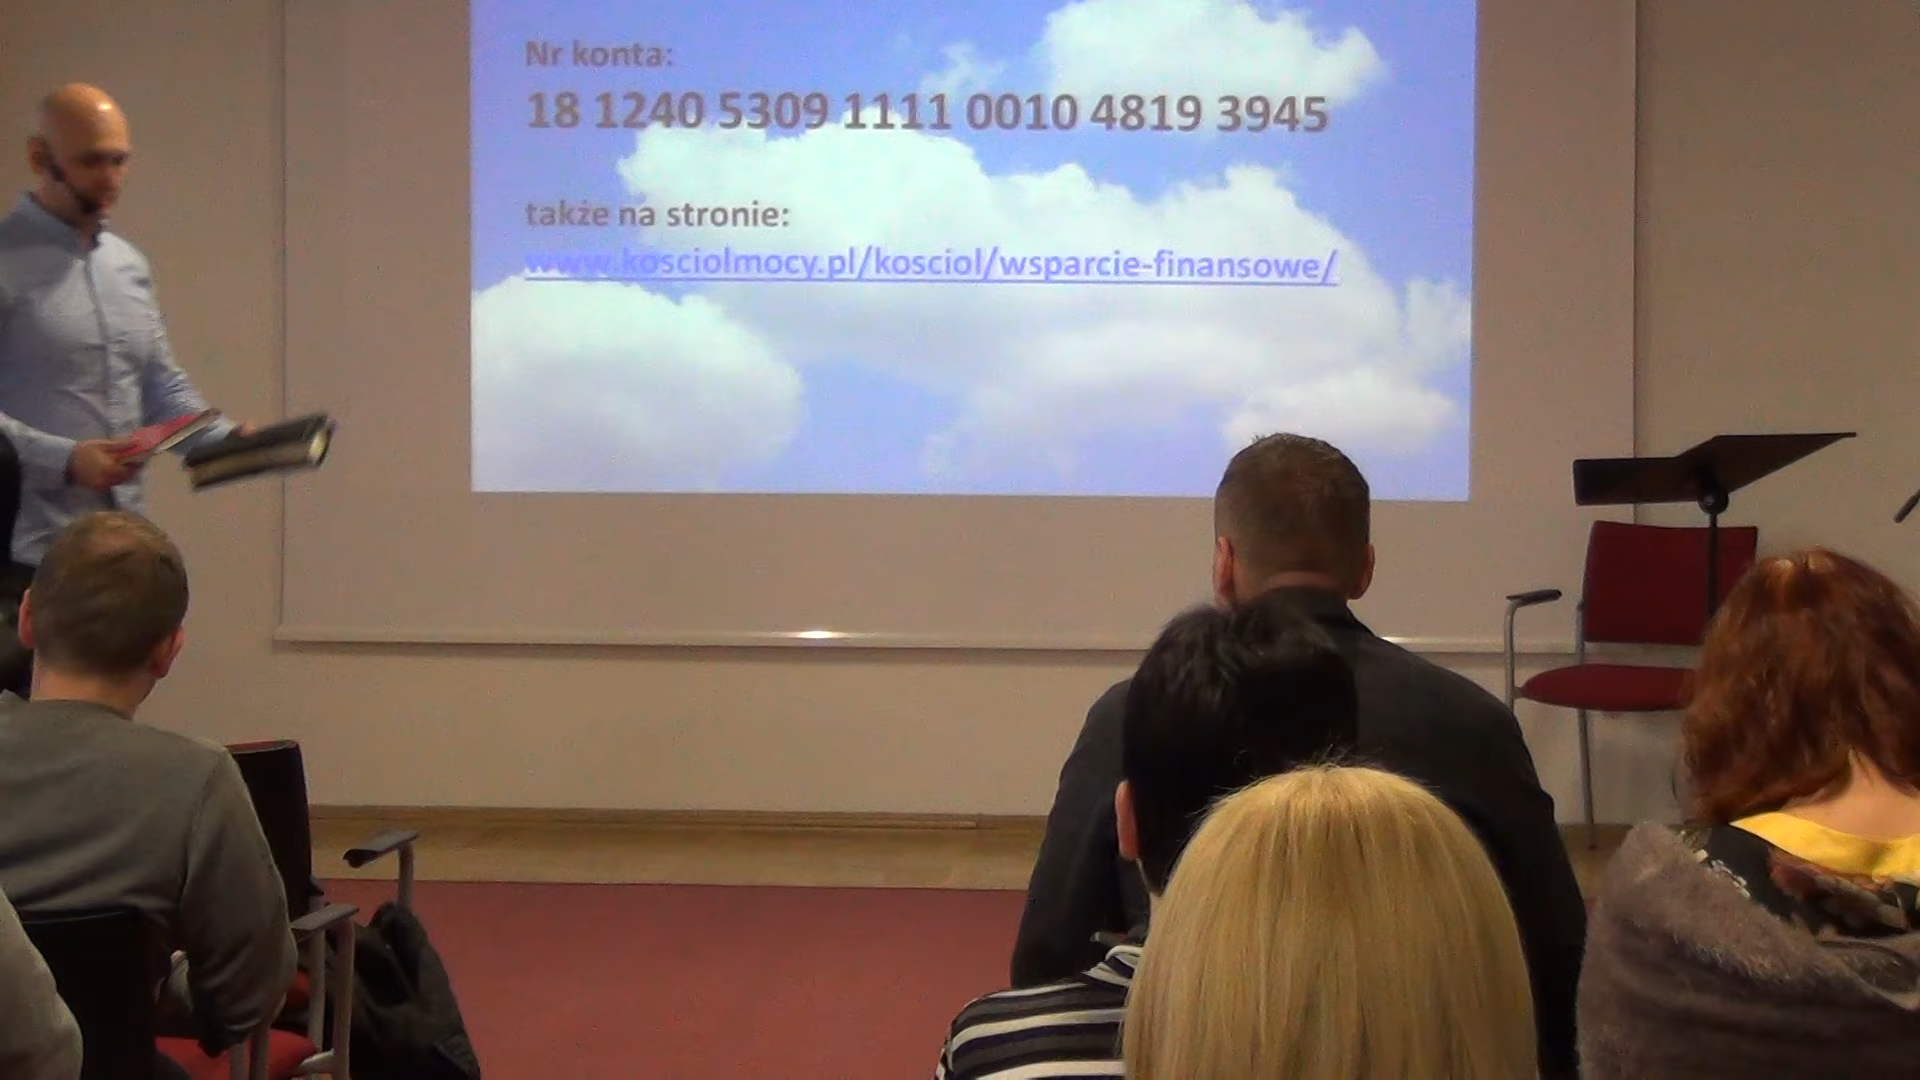 Nr konta:
18 1240 5309 1111 0010 4819 3945
także na stronie:
www.kosciolmocy.pl/kosciol/wsparcie-finansowe/